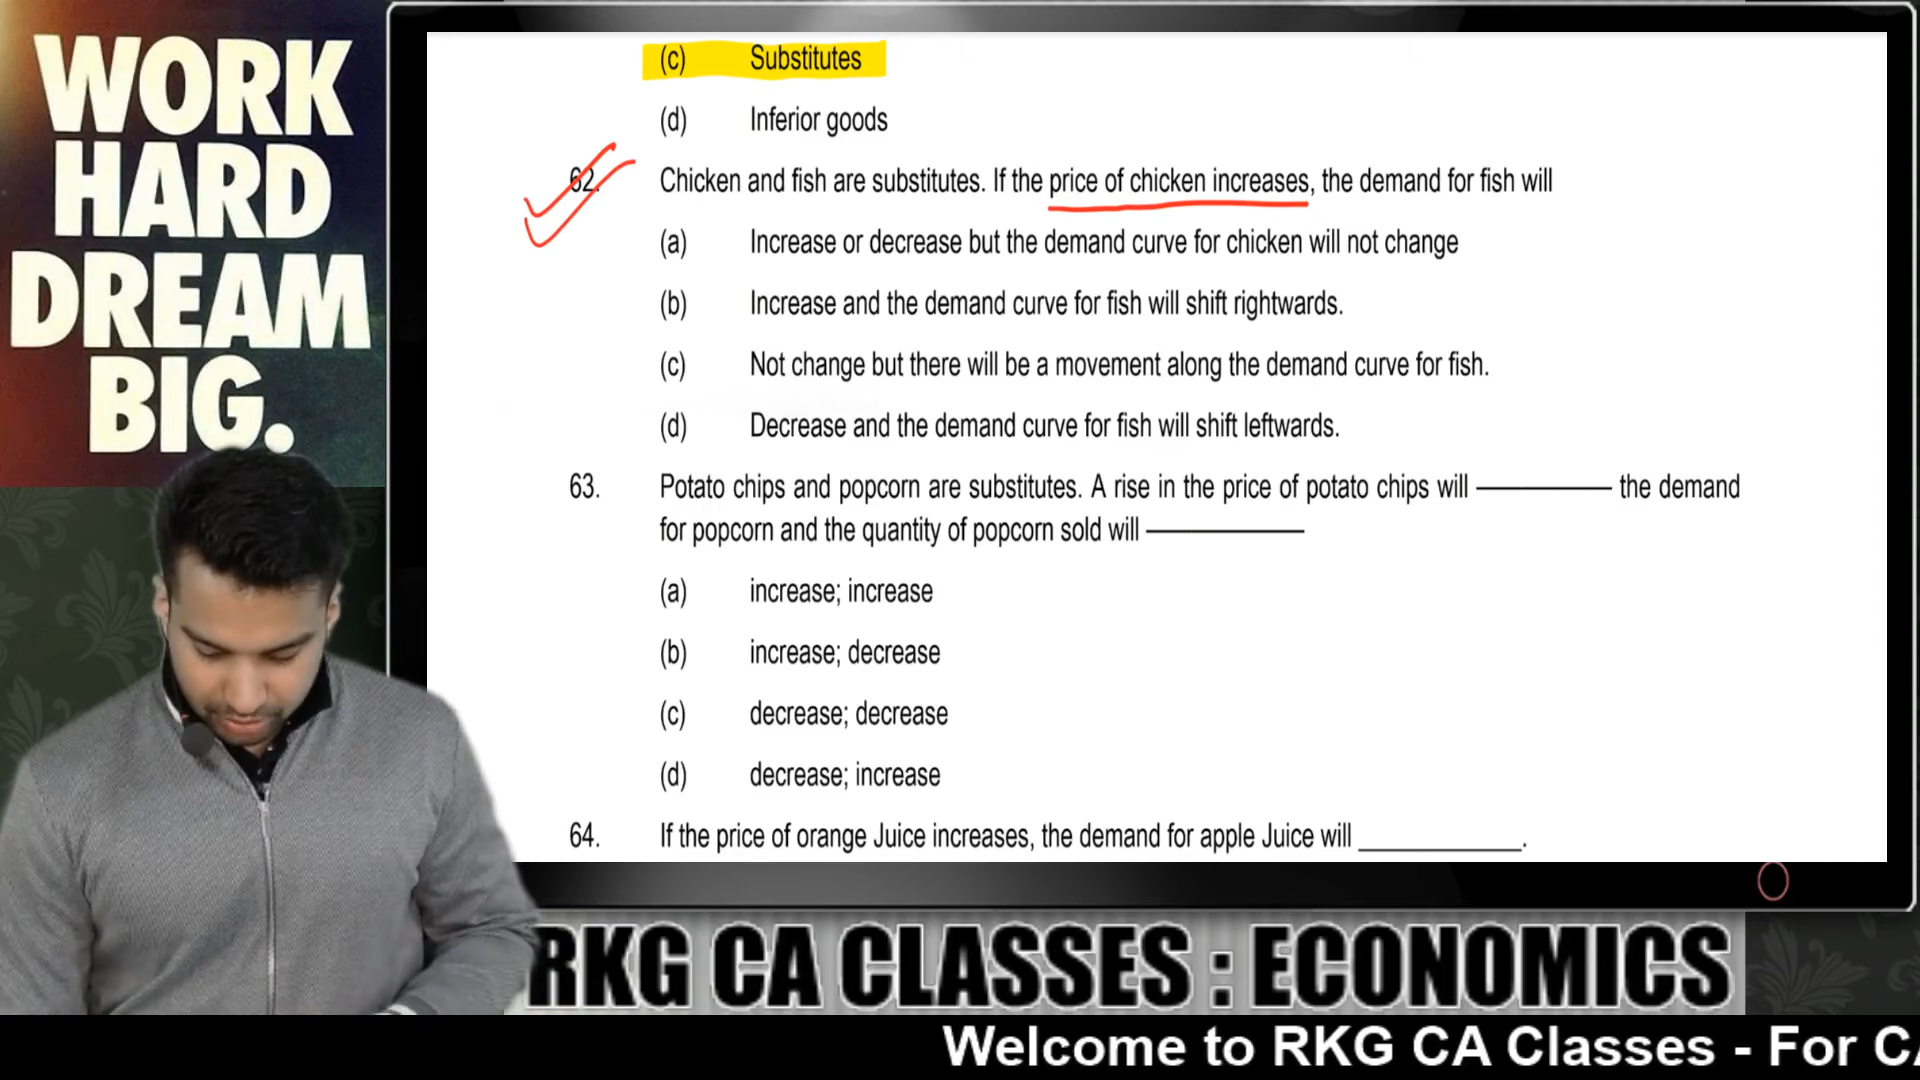 WORK
HARD
DREAM
BIG.
(c) Substitutes
(d) Inferior goods
62. Chicken and fish are substitutes. If the price of chicken increases, the demand for fish will
(a) Increase or decrease but the demand curve for chicken will not change
(b) Increase and the demand curve for fish will shift rightwards.
(c) Not change but there will be a movement along the demand curve for fish.
(d) Decrease and the demand curve for fish will shift leftwards.
63. Potato chips and popcorn are substitutes. A rise in the price of potato chips will ———— the demand
for popcorn and the quantity of popcorn sold will ————
(a) increase; increase
(b) increase; decrease
(c) decrease; decrease
(d) decrease; increase
64. If the price of orange Juice increases, the demand for apple Juice will ____________.
RKG CA CLASSES : ECONOMICS
Welcome to RKG CA Classes - For CA